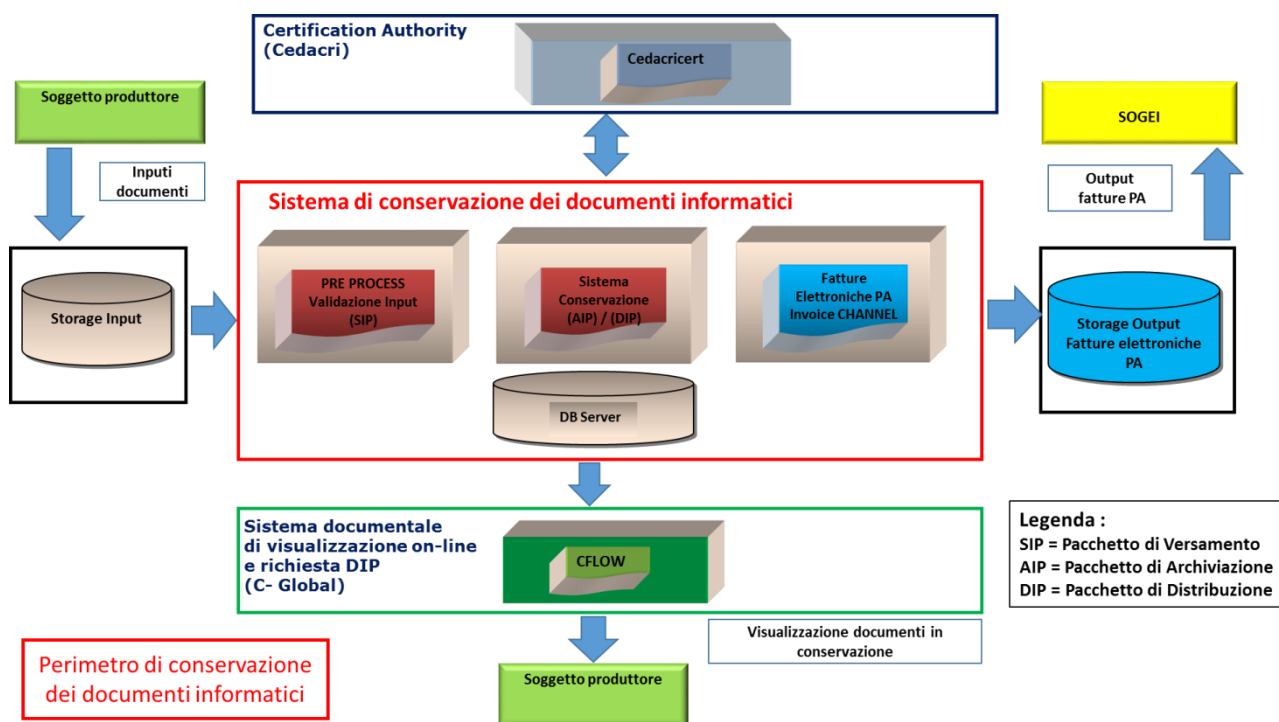 Certification Authority
(Cedacri)
Cedacricert
Soggetto produttore
SOGEI
Inputi
documenti
Output
fatture PA
Sistema di conservazione dei documenti informatici
PRE PROCESS
Validazione Input
(SIP)
Sistema
Conservazione
(AIP) / (DIP)
Fatture
Elettroniche PA
Invoice CHANNEL
Storage Input
Storage Output
Fatture elettroniche
PA
DB Server
Sistema documentale
di visualizzazione on-line
e richiesta DIP
(C- Global)
CFLOW
Legenda :
SIP = Pacchetto di Versamento
AIP = Pacchetto di Archiviazione
DIP = Pacchetto di Distribuzione
Visualizzazione documenti in
conservazione
Perimetro di conservazione
dei documenti informatici
Soggetto produttore